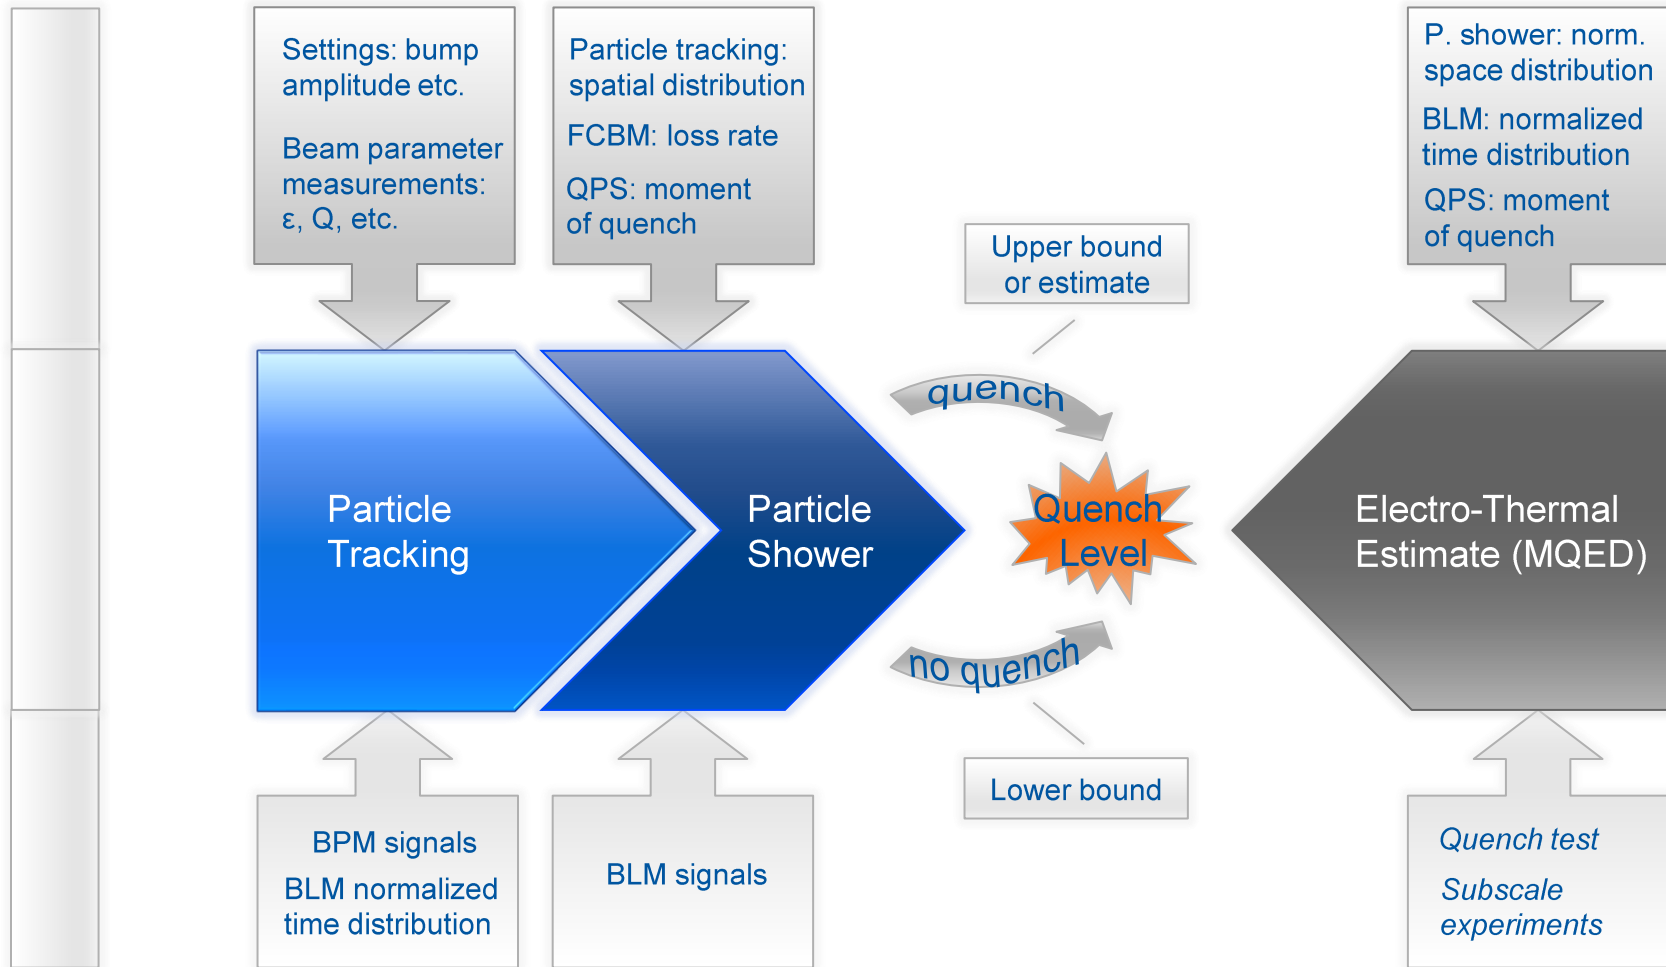 Settings: bump
amplitude etc.
Beam parameter
measurements:
ε, Q, etc.
Particle tracking:
spatial distribution
FCBM: loss rate
QPS: moment
of quench
P. shower: norm.
space distribution
BLM: normalized
time distribution
QPS: moment
of quench
Upper bound
or estimate
quench
Particle
Tracking
Particle
Shower
Quench
Level
Electro-Thermal
Estimate (MQED)
no quench
Lower bound
BPM signals
BLM normalized
time distribution
BLM signals
Quench test
Subscale
experiments